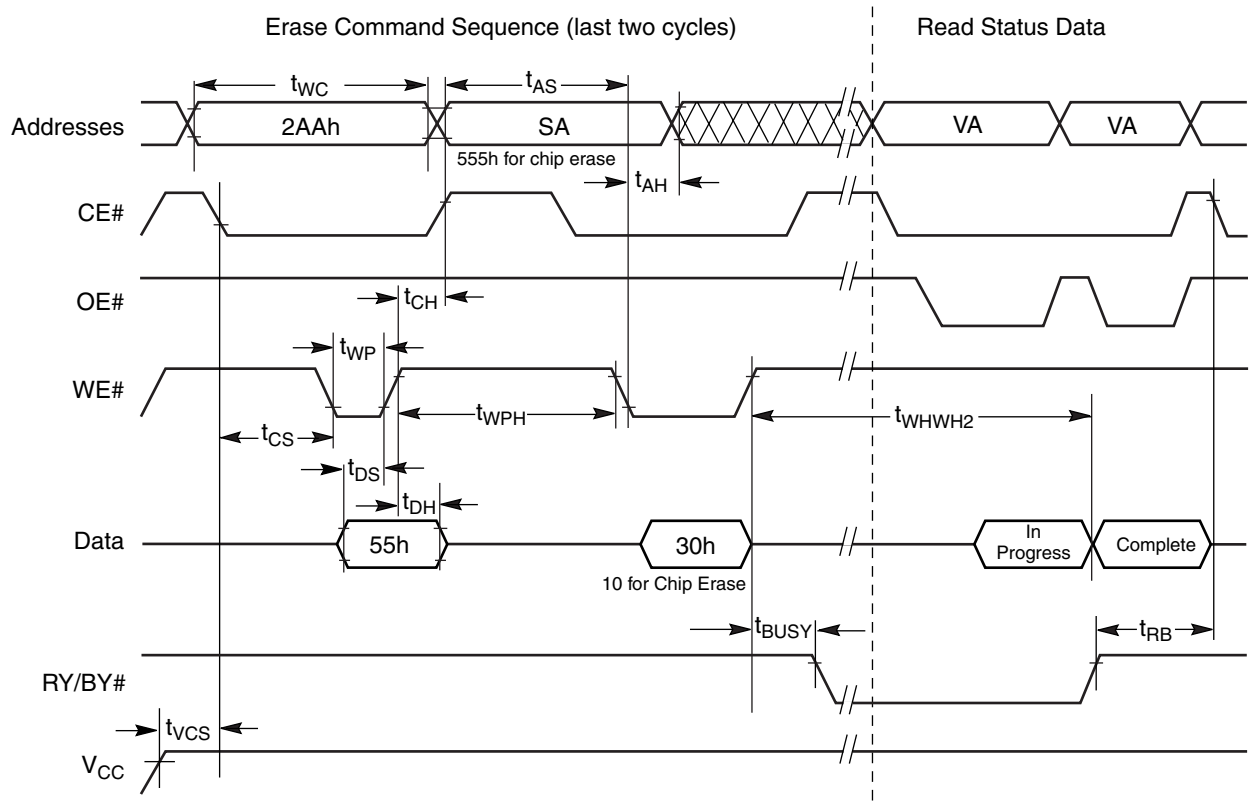 Erase Command Sequence (last two cycles)
Read Status Data
tWC
tAS
Addresses
2AAh
SA
VA
VA
555h for chip erase
tAH
CE#
tCH
OE#
tWP
WE#
tWPH
tWHWH2
tCS
tDS
tDH
Data
55h
30h
In
Progress
Complete
10 for Chip Erase
tBUSY
tRB
RY/BY#
tVCS
VCC